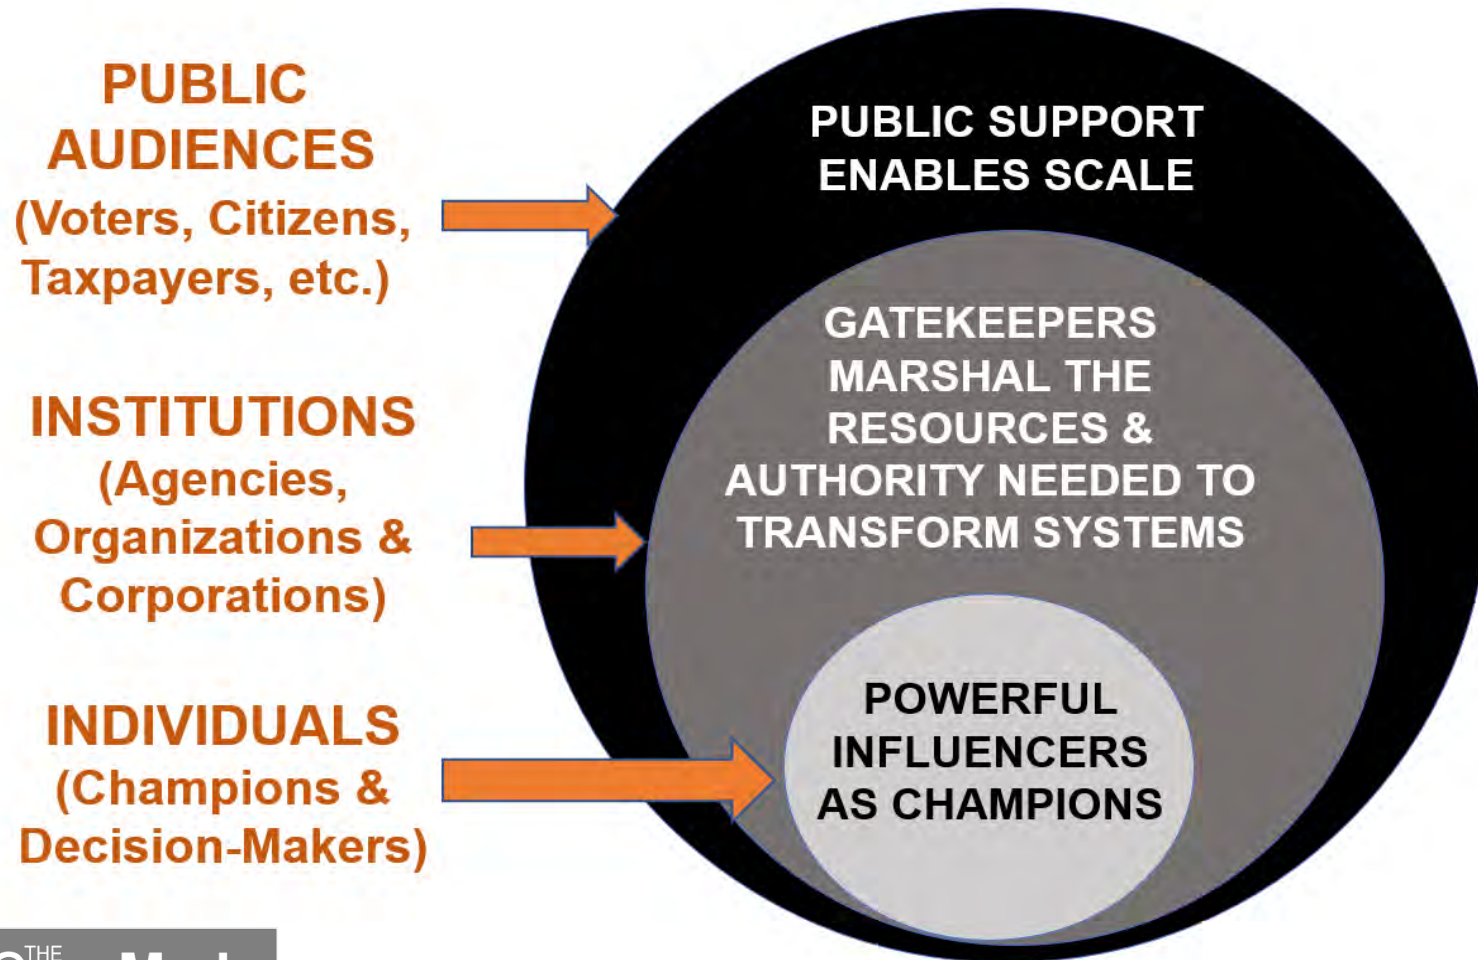 PUBLIC
AUDIENCES
(Voters, Citizens,
Taxpayers, etc.)
INSTITUTIONS
(Agencies,
Organizations &
Corporations)
INDIVIDUALS
(Champions &
Decision-Makers)
PUBLIC SUPPORT
ENABLES SCALE
GATEKEEPERS
MARSHAL THE
RESOURCES &
AUTHORITY NEEDED TO
TRANSFORM SYSTEMS
POWERFUL
INFLUENCERS
AS CHAMPIONS
THE